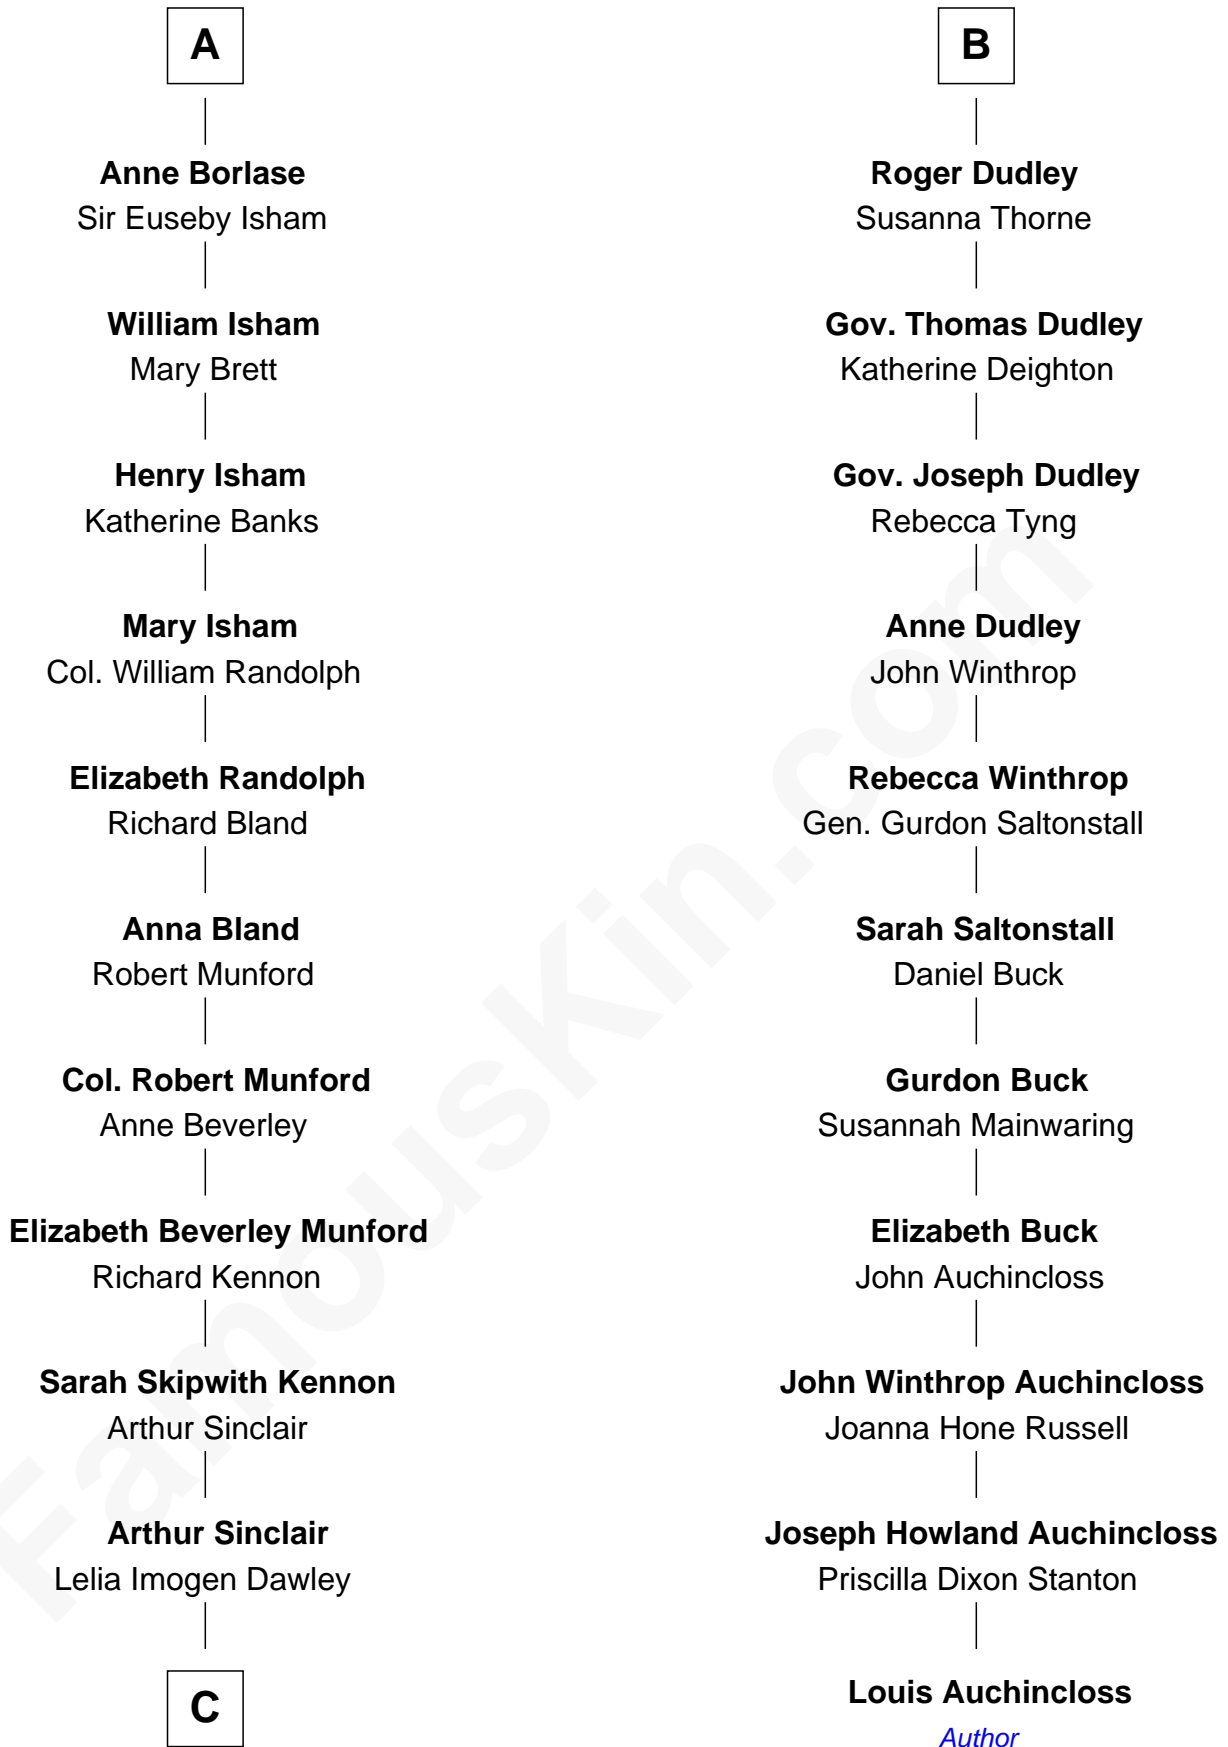 A
Anne Borlase
Sir Euseby Isham
William Isham
Mary Brett
Henry Isham
Katherine Banks
Mary Isham
Col. William Randolph
Elizabeth Randolph
Richard Bland
Anna Bland
Robert Munford
Col. Robert Munford
Anne Beverley
Elizabeth Beverley Munford
Richard Kennon
Sarah Skipwith Kennon
Arthur Sinclair
Arthur Sinclair
Lelia Imogen Dawley
C
B
Roger Dudley
Susanna Thorne
Gov. Thomas Dudley
Katherine Deighton
Gov. Joseph Dudley
Rebecca Tyng
Anne Dudley
John Winthrop
Rebecca Winthrop
Gen. Gurdon Saltonstall
Sarah Saltonstall
Daniel Buck
Gurdon Buck
Susannah Mainwaring
Elizabeth Buck
John Auchincloss
John Winthrop Auchincloss
Joanna Hone Russell
Joseph Howland Auchincloss
Priscilla Dixon Stanton
Louis Auchincloss
Author
FamousKin.com